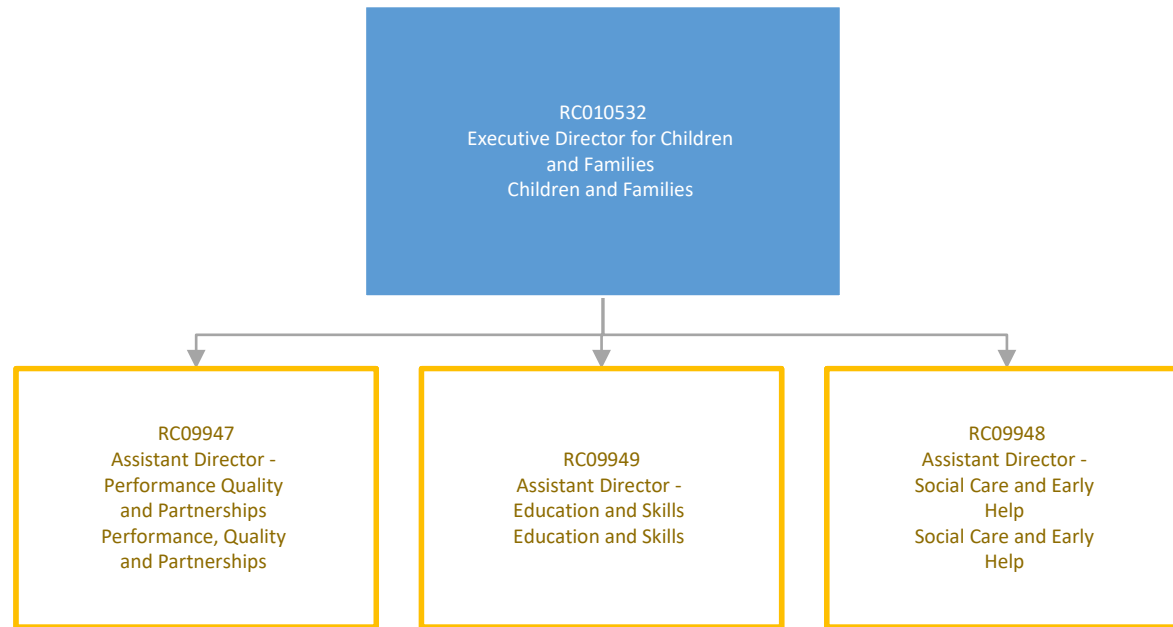 RC010532
Executive Director for Children
and Families
Children and Families
RC09947
Assistant Director -
Performance Quality
and Partnerships
Performance, Quality
and Partnerships
RC09949
Assistant Director -
Education and Skills
Education and Skills
RC09948
Assistant Director -
Social Care and Early
Help
Social Care and Early
Help